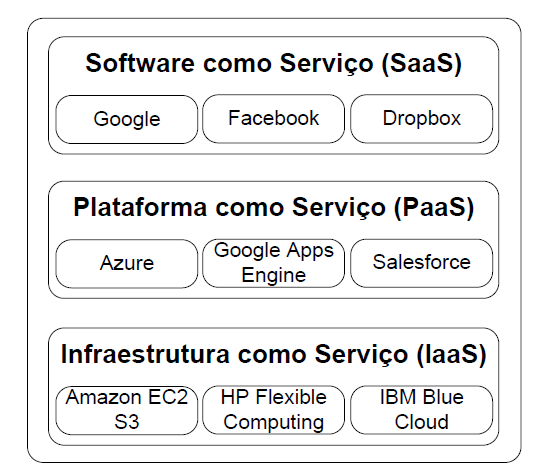 Software como Serviço (SaaS)
Google
Facebook
Dropbox
Plataforma como Serviço (PaaS)
Azure
Google Apps
Engine
Salesforce
Infraestrutura como Serviço (IaaS)
Amazon EC2
S3
HP Flexible
Computing
IBM Blue
Cloud